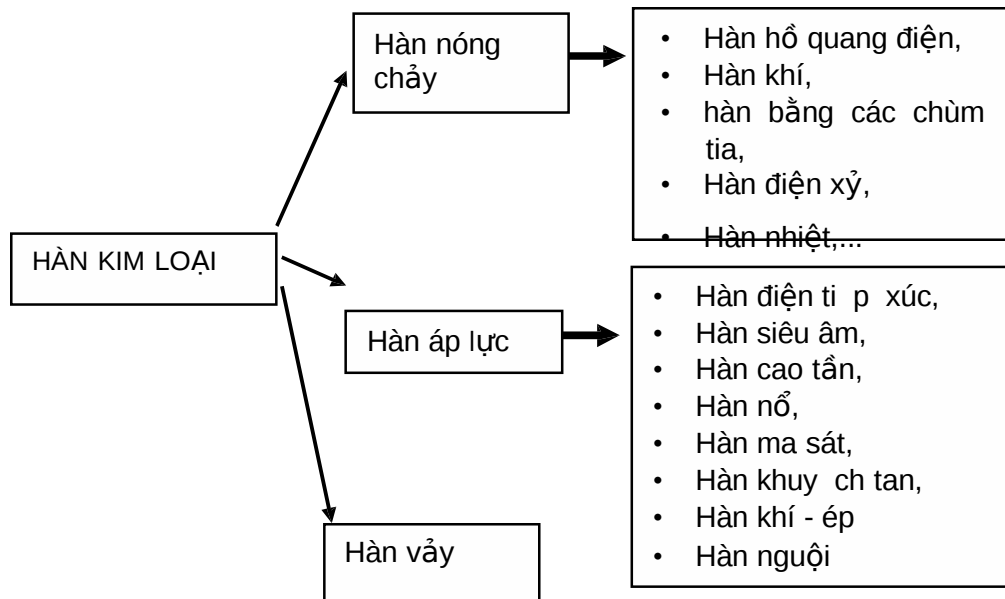 Hàn nóng
chảy
• Hàn hồ quang điện,
• Hàn khí,
• hàn bằng các chùm
tia,
• Hàn điện xỷ,
• Hàn nhiệt,...
HÀN KIM LOẠI
Hàn áp lực
• Hàn điện ti p xúc,
• Hàn siêu âm,
• Hàn cao tần,
• Hàn nổ,
• Hàn ma sát,
• Hàn khuy ch tan,
• Hàn khí - ép
• Hàn nguội
Hàn vảy